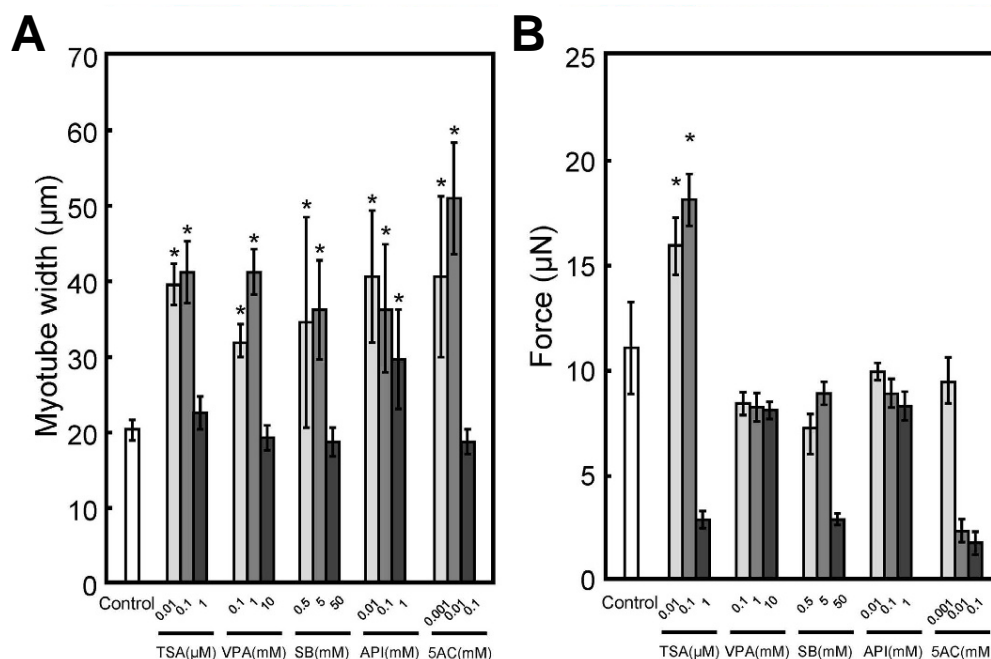 A
Myotube width (µm)
70
60
50
40
30
20
10
0
* * * * * * * * * * *
Control 0.01 0.1 1 0.1 1 10 0.5 5 50 0.01 0.1 1 0.001 0.01 0.1
TSA(µM) VPA(mM) SB(mM) API(mM) 5AC(mM)
B
Force (µN)
25
20
15
10
5
0
* *
Control 0.01 0.1 1 0.1 1 10 0.5 5 50 0.01 0.1 1 0.001 0.01 0.1
TSA(µM) VPA(mM) SB(mM) API(mM) 5AC(mM